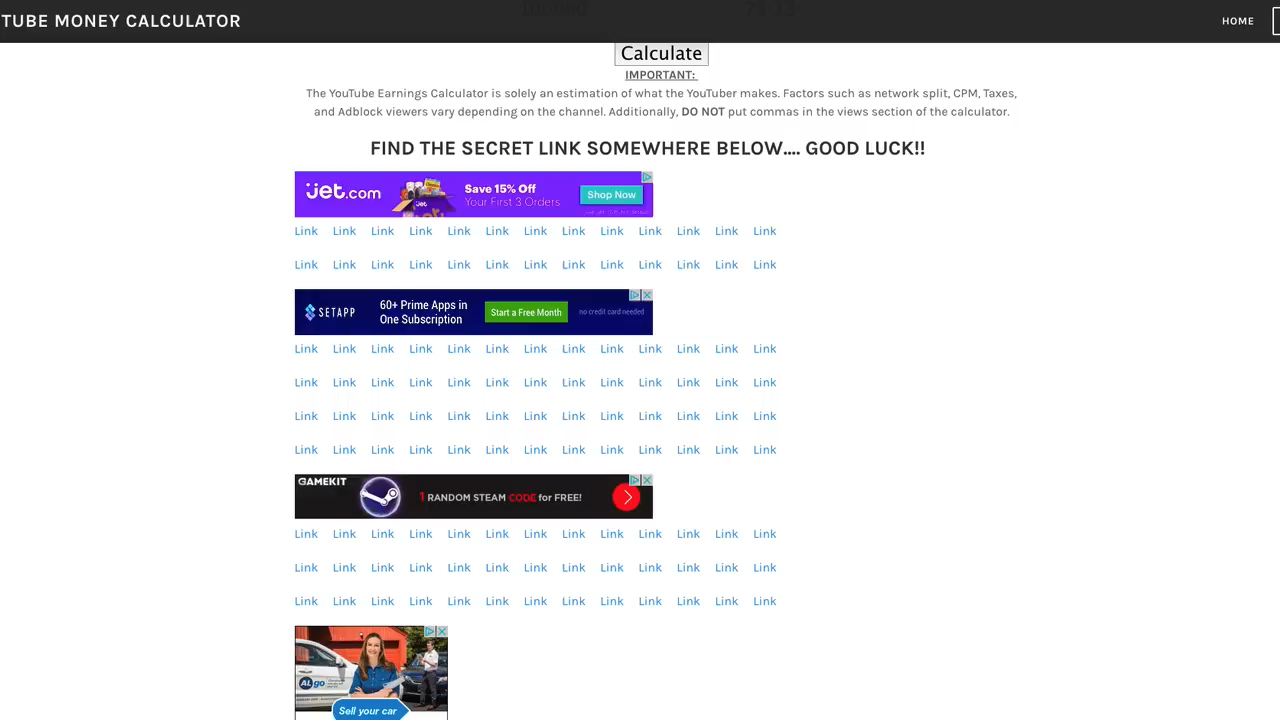 TUBE MONEY CALCULATOR
HOME
Calculate
IMPORTANT:
The YouTube Earnings Calculator is solely an estimation of what the YouTuber makes. Factors such as network split, CPM, Taxes,
and Adblock viewers vary depending on the channel. Additionally, DO NOT put commas in the views section of the calculator.
FIND THE SECRET LINK SOMEWHERE BELOW.... GOOD LUCK!!
jet.com Save 15% Off Shop Now
Your First 3 Orders
Link Link Link Link Link Link Link Link Link Link Link Link Link
Link Link Link Link Link Link Link Link Link Link Link Link Link
SETAPP 60+ Prime Apps in Start a Free Month no credit card needed
One Subscription
Link Link Link Link Link Link Link Link Link Link Link Link Link
Link Link Link Link Link Link Link Link Link Link Link Link Link
Link Link Link Link Link Link Link Link Link Link Link Link Link
Link Link Link Link Link Link Link Link Link Link Link Link Link
GAMEKIT
1 RANDOM STEAM CODE for FREE!
Link Link Link Link Link Link Link Link Link Link Link Link Link
Link Link Link Link Link Link Link Link Link Link Link Link Link
Link Link Link Link Link Link Link Link Link Link Link Link Link
ALgo
Sell your car